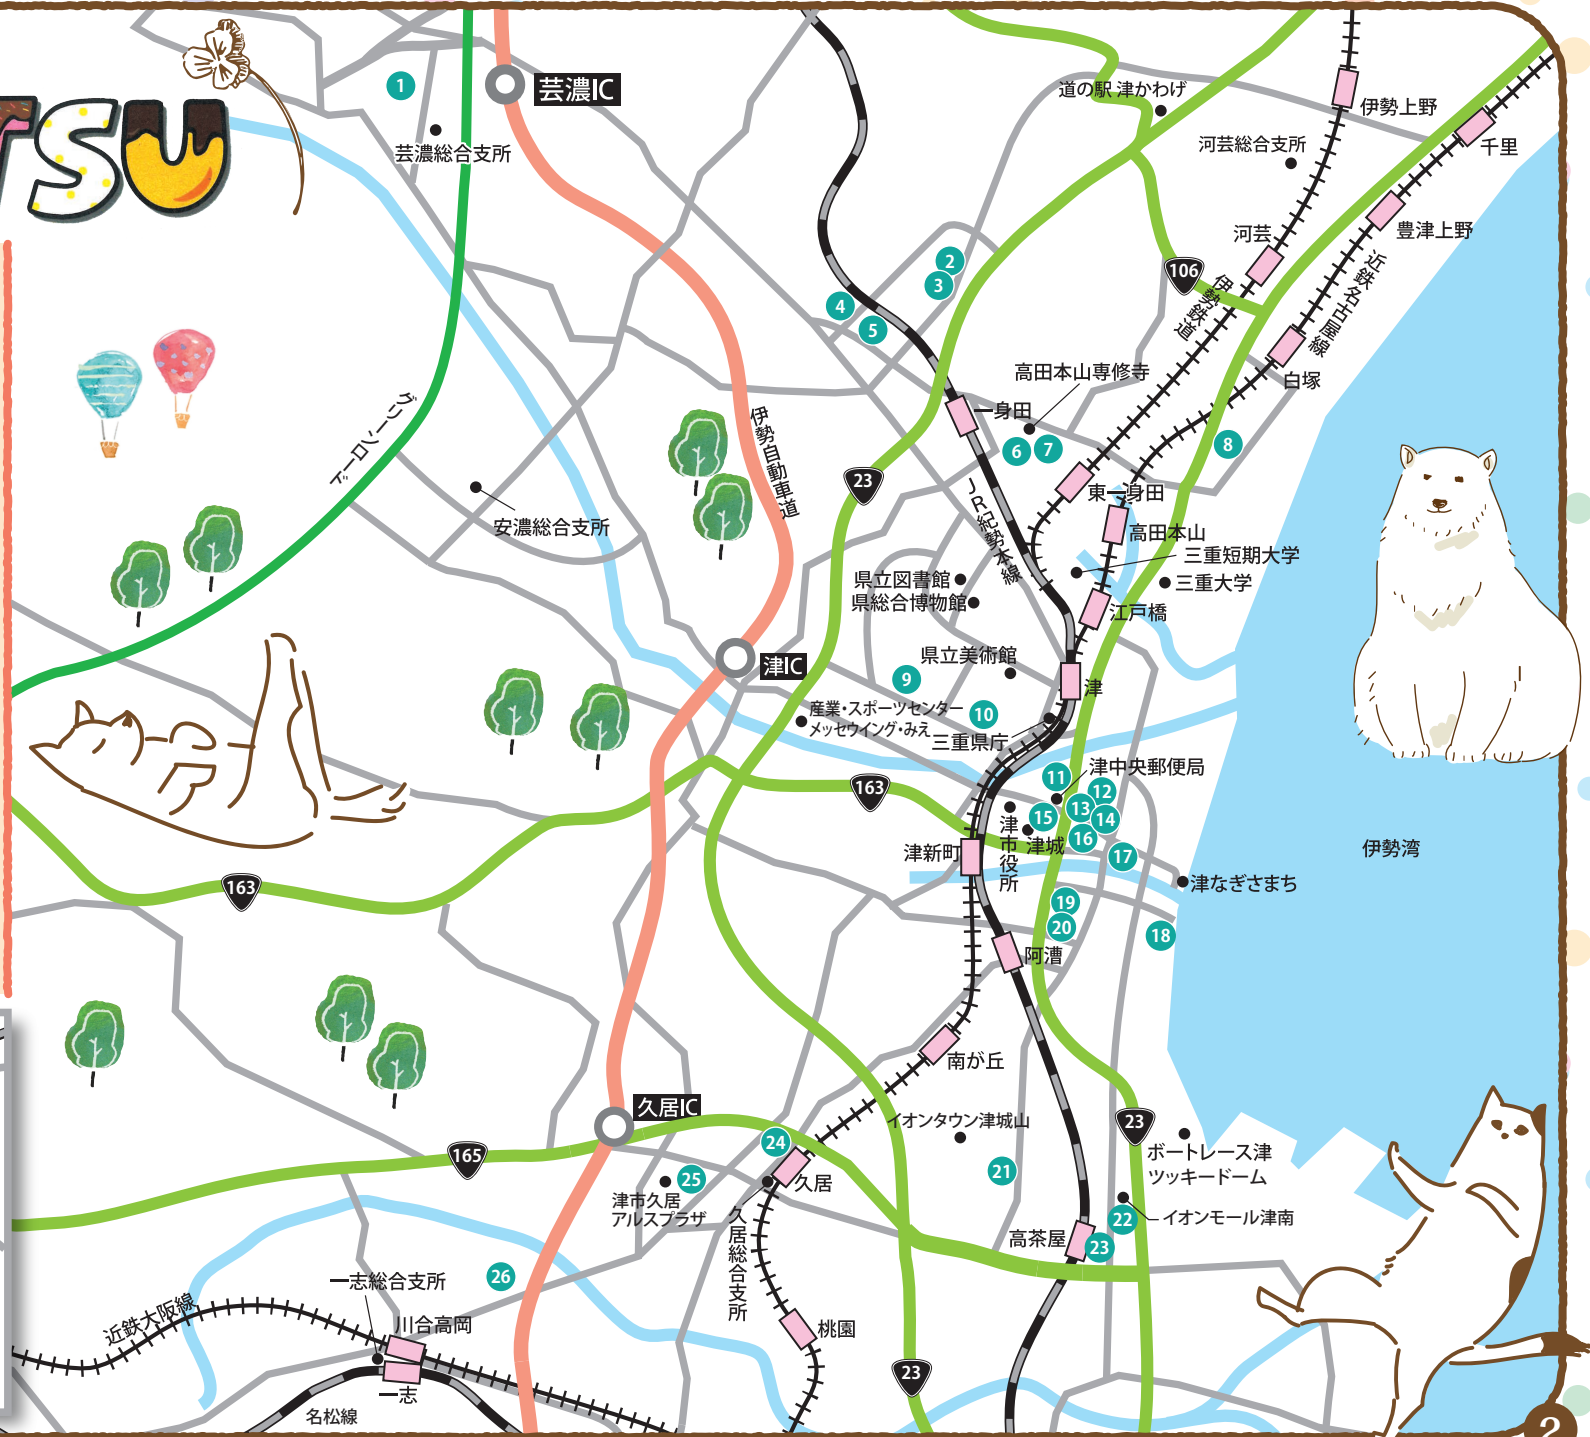 TSU
1
芸濃IC
芸濃総合支所
道の駅 津かわげ
伊勢上野
河芸総合支所
千里
豊津上野
河芸
2
3
106
伊勢鉄道
近鉄名古屋線
4
5
白塚
高田本山専修寺
グリーンロード
伊勢自動車道
一身田
6
7
8
23
東一身田
JR紀勢本線
安濃総合支所
高田本山
三重短期大学
県立図書館
三重大学
県総合博物館
江戸橋
津IC
県立美術館
9
津
産業・スポーツセンター
メッセウイング・みえ
10
三重県庁
津中央郵便局
11
12
163
13
14
15
津市役所
津城
16
17
津新町
伊勢湾
163
津なぎさまち
19
20
18
阿漕
南が丘
久居IC
イオンタウン津城山
23
165
24
ボートレース津
ツッキードーム
21
25
久居
津市久居
アルスプラザ
22
イオンモール津南
久居総合支所
高茶屋
23
26
一志総合支所
近鉄大阪線
川合高岡
桃園
一志
23
名松線
2